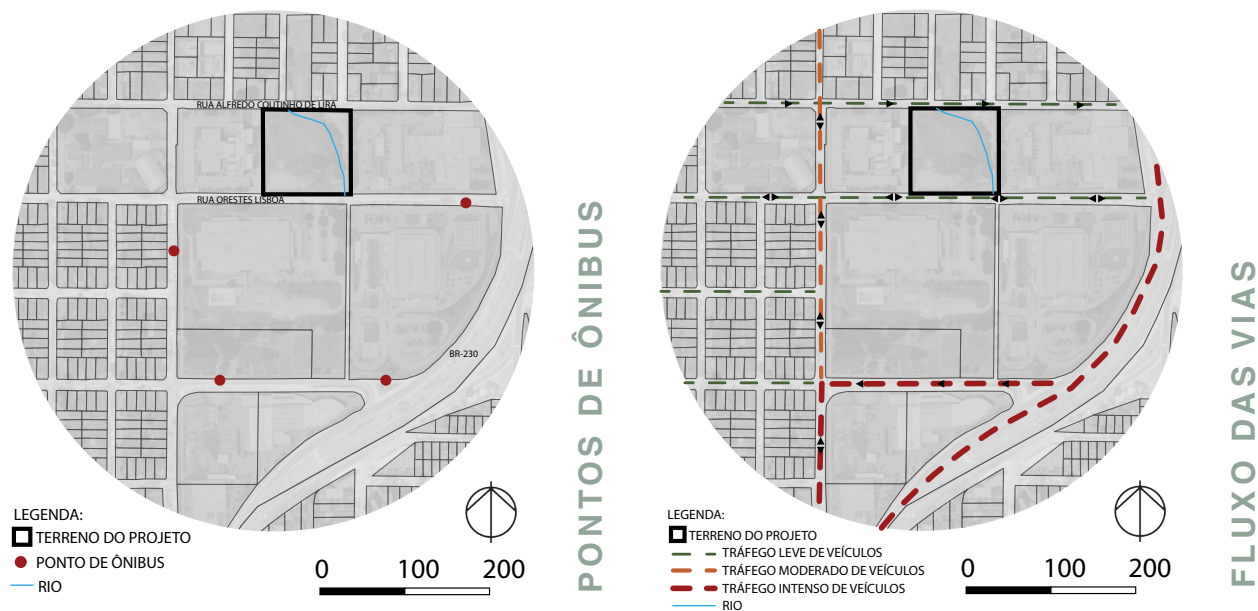 RUA ALFREDO COUTINHO DE LIRA
RUA ORESTES LISBOA
BR-230
LEGENDA:
TERRENO DO PROJETO
PONTO DE ÔNIBUS
RIO
0 100 200
PONTOS DE ÔNIBUS
LEGENDA:
TERRENO DO PROJETO
TRÁFEGO LEVE DE VEÍCULOS
TRÁFEGO MODERADO DE VEÍCULOS
TRÁFEGO INTENSO DE VEÍCULOS
RIO
0 100 200
FLUXO DAS VIAS